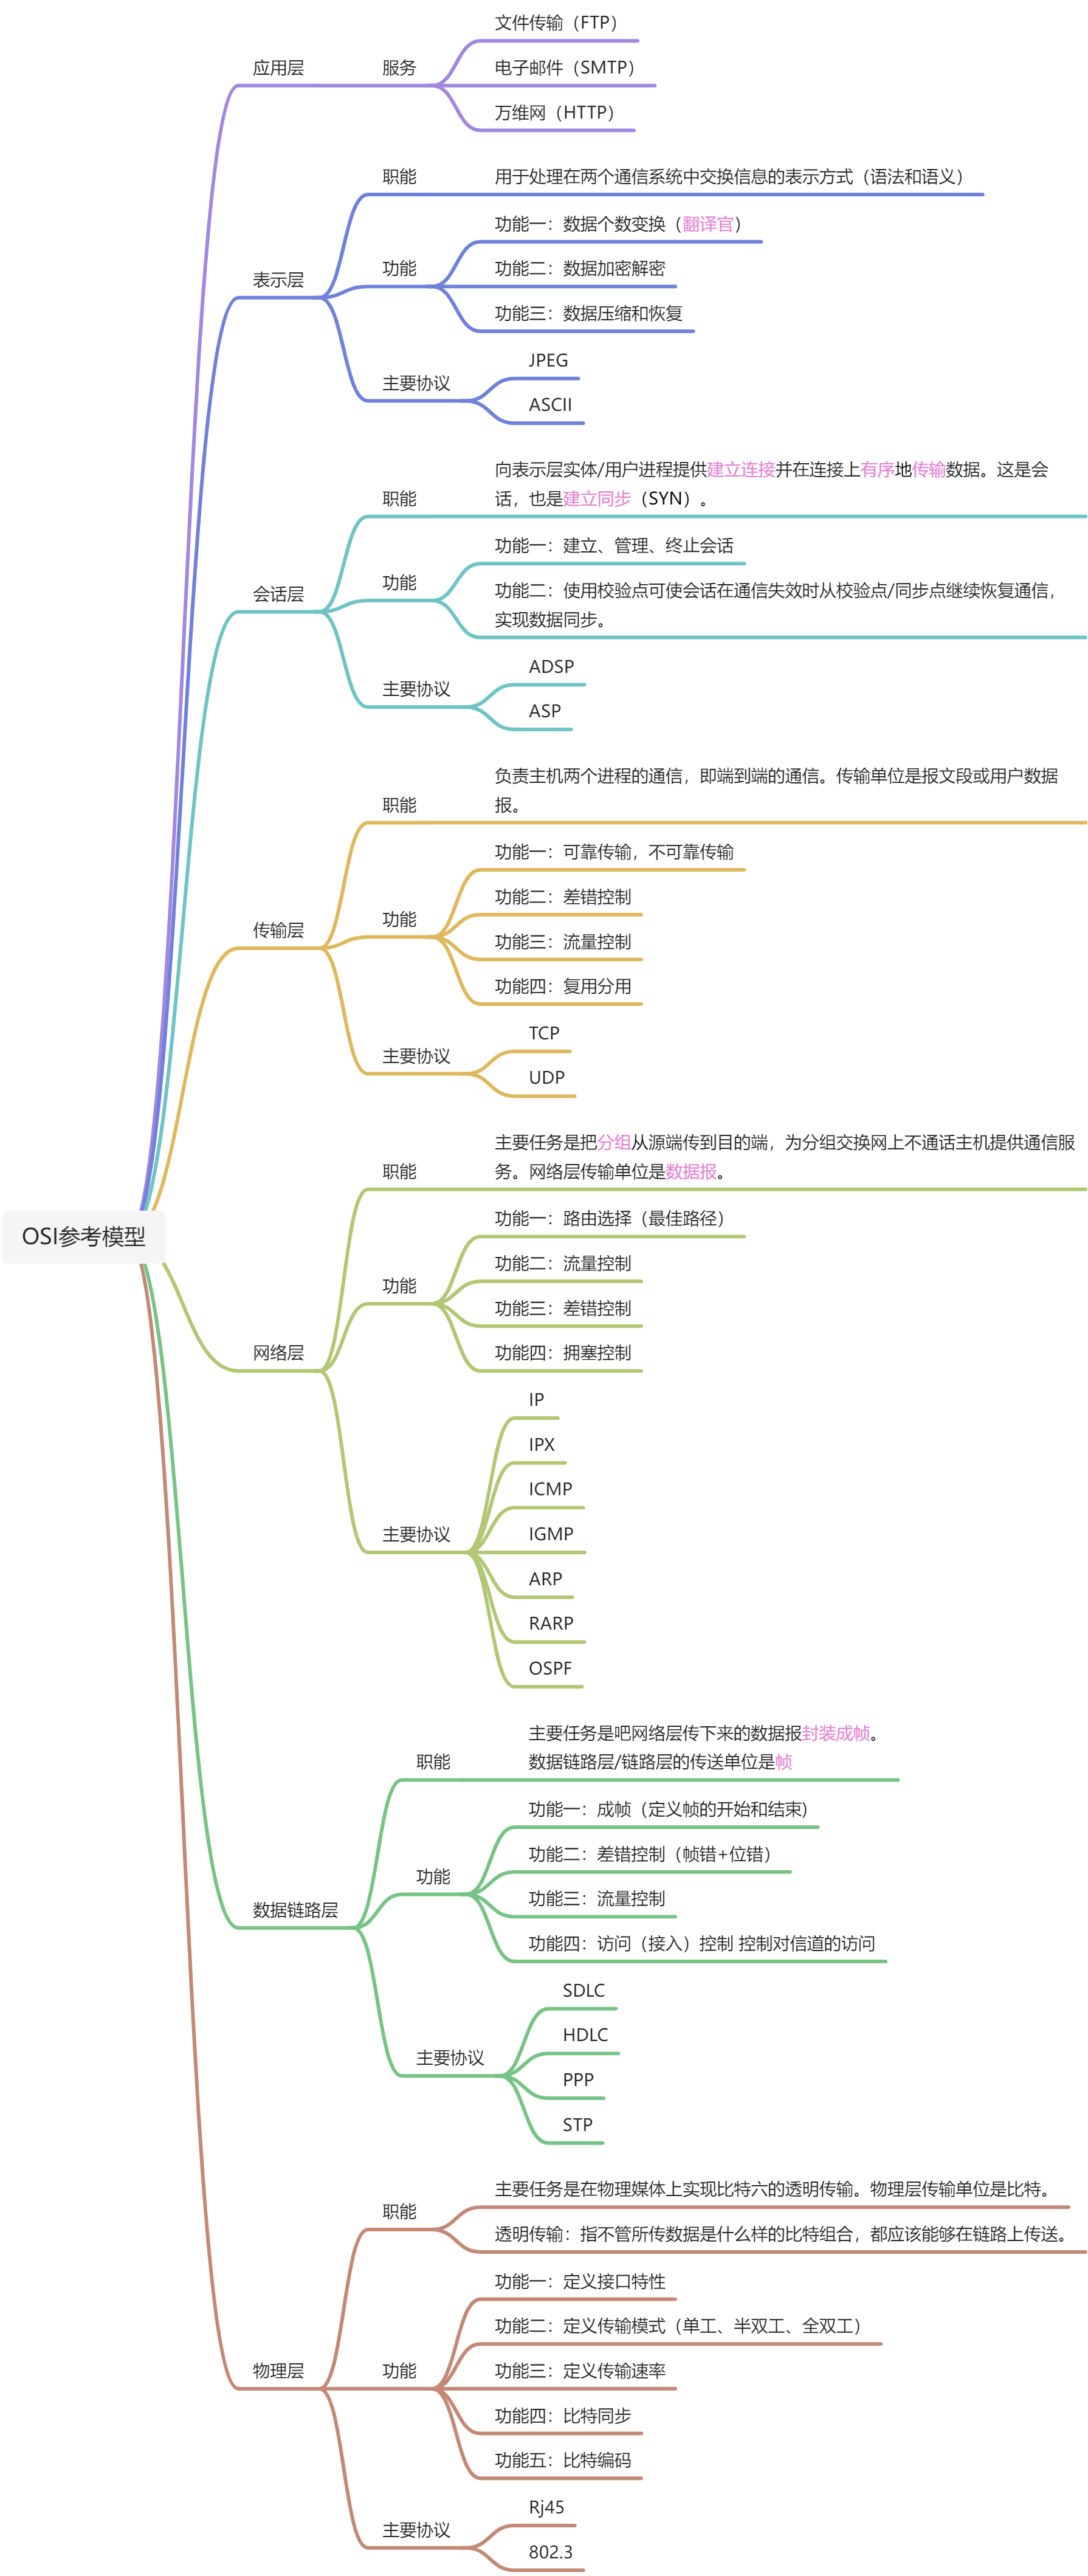 OSI参考模型
应用层
服务
文件传输（FTP）
电子邮件（SMTP）
万维网（HTTP）
表示层
职能
用于处理在两个通信系统中交换信息的表示方式（语法和语义）
功能
功能一：数据个数变换（翻译官）
功能二：数据加密解密
功能三：数据压缩和恢复
主要协议
JPEG
ASCII
会话层
职能
向表示层实体/用户进程提供建立连接并在连接上有序地传输数据。这是会
话，也是建立同步（SYN）。
功能
功能一：建立、管理、终止会话
功能二：使用校验点可使会话在通信失效时从校验点/同步点继续恢复通信，
实现数据同步。
主要协议
ADSP
ASP
传输层
职能
负责主机两个进程的通信，即端到端的通信。传输单位是报文段或用户数据
报。
功能
功能一：可靠传输，不可靠传输
功能二：差错控制
功能三：流量控制
功能四：复用分用
主要协议
TCP
UDP
网络层
职能
主要任务是把分组从源端传到目的端，为分组交换网上不通话主机提供通信服
务。网络层传输单位是数据报。
功能
功能一：路由选择（最佳路径）
功能二：流量控制
功能三：差错控制
功能四：拥塞控制
主要协议
IP
IPX
ICMP
IGMP
ARP
RARP
OSPF
数据链路层
职能
主要任务是吧网络层传下来的数据报封装成帧。
数据链路层/链路层的传送单位是帧
功能
功能一：成帧（定义帧的开始和结束)
功能二：差错控制（帧错+位错）
功能三：流量控制
功能四：访问（接入）控制 控制对信道的访问
主要协议
SDLC
HDLC
PPP
STP
物理层
职能
主要任务是在物理媒体上实现比特六的透明传输。物理层传输单位是比特。
透明传输：指不管所传数据是什么样的比特组合，都应该能够在链路上传送。
功能
功能一：定义接口特性
功能二：定义传输模式（单工、半双工、全双工）
功能三：定义传输速率
功能四：比特同步
功能五：比特编码
主要协议
Rj45
802.3